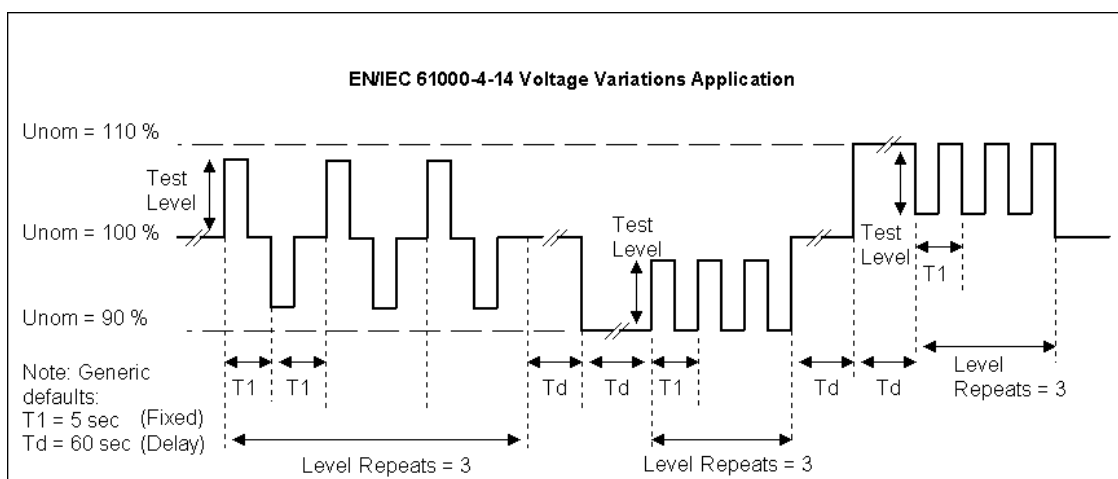 EN/IEC 61000-4-14 Voltage Variations Application
Unom = 110 %
Test
Level
Unom = 100 %
Test
Level
Test
Level
T1
Unom = 90 %
Note: Generic
defaults:
T1 = 5 sec (Fixed)
Td = 60 sec (Delay)
T1
T1
Td
Td
T1
Td
Td
Level
Repeats = 3
Level Repeats = 3
Level Repeats = 3